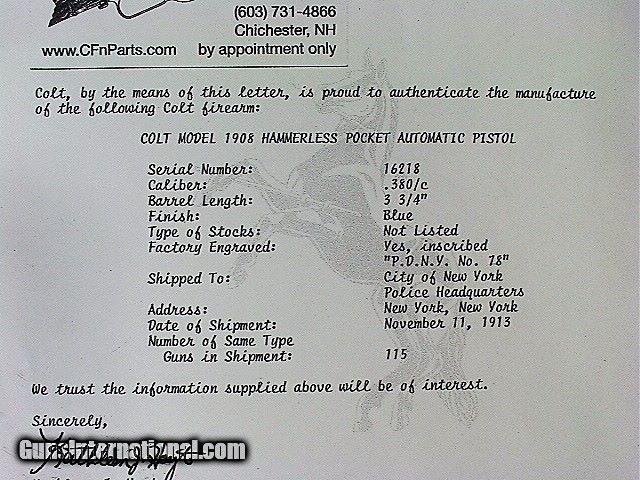 (603) 731-4866
Chichester, NH
www.CFnParts.com by appointment only
Colt, by the means of this letter, is proud to authenticate the manufacture
of the following Colt firearm:
COLT MODEL 1908 HAMMERLESS POCKET AUTOMATIC PISTOL
Serial Number: 16218
Caliber: .380/c
Barrel Length: 3 3/4"
Finish: Blue
Type of Stocks: Not Listed
Factory Engraved: Yes, inscribed
"P.D.N.Y. No. 78"
Shipped To: City of New York
Police Headquarters
Address: New York, New York
Date of Shipment: November 11, 1913
Number of Same Type
Guns in Shipment: 115
We trust the information supplied above will be of interest.
Sincerely,
GunsInternational.com